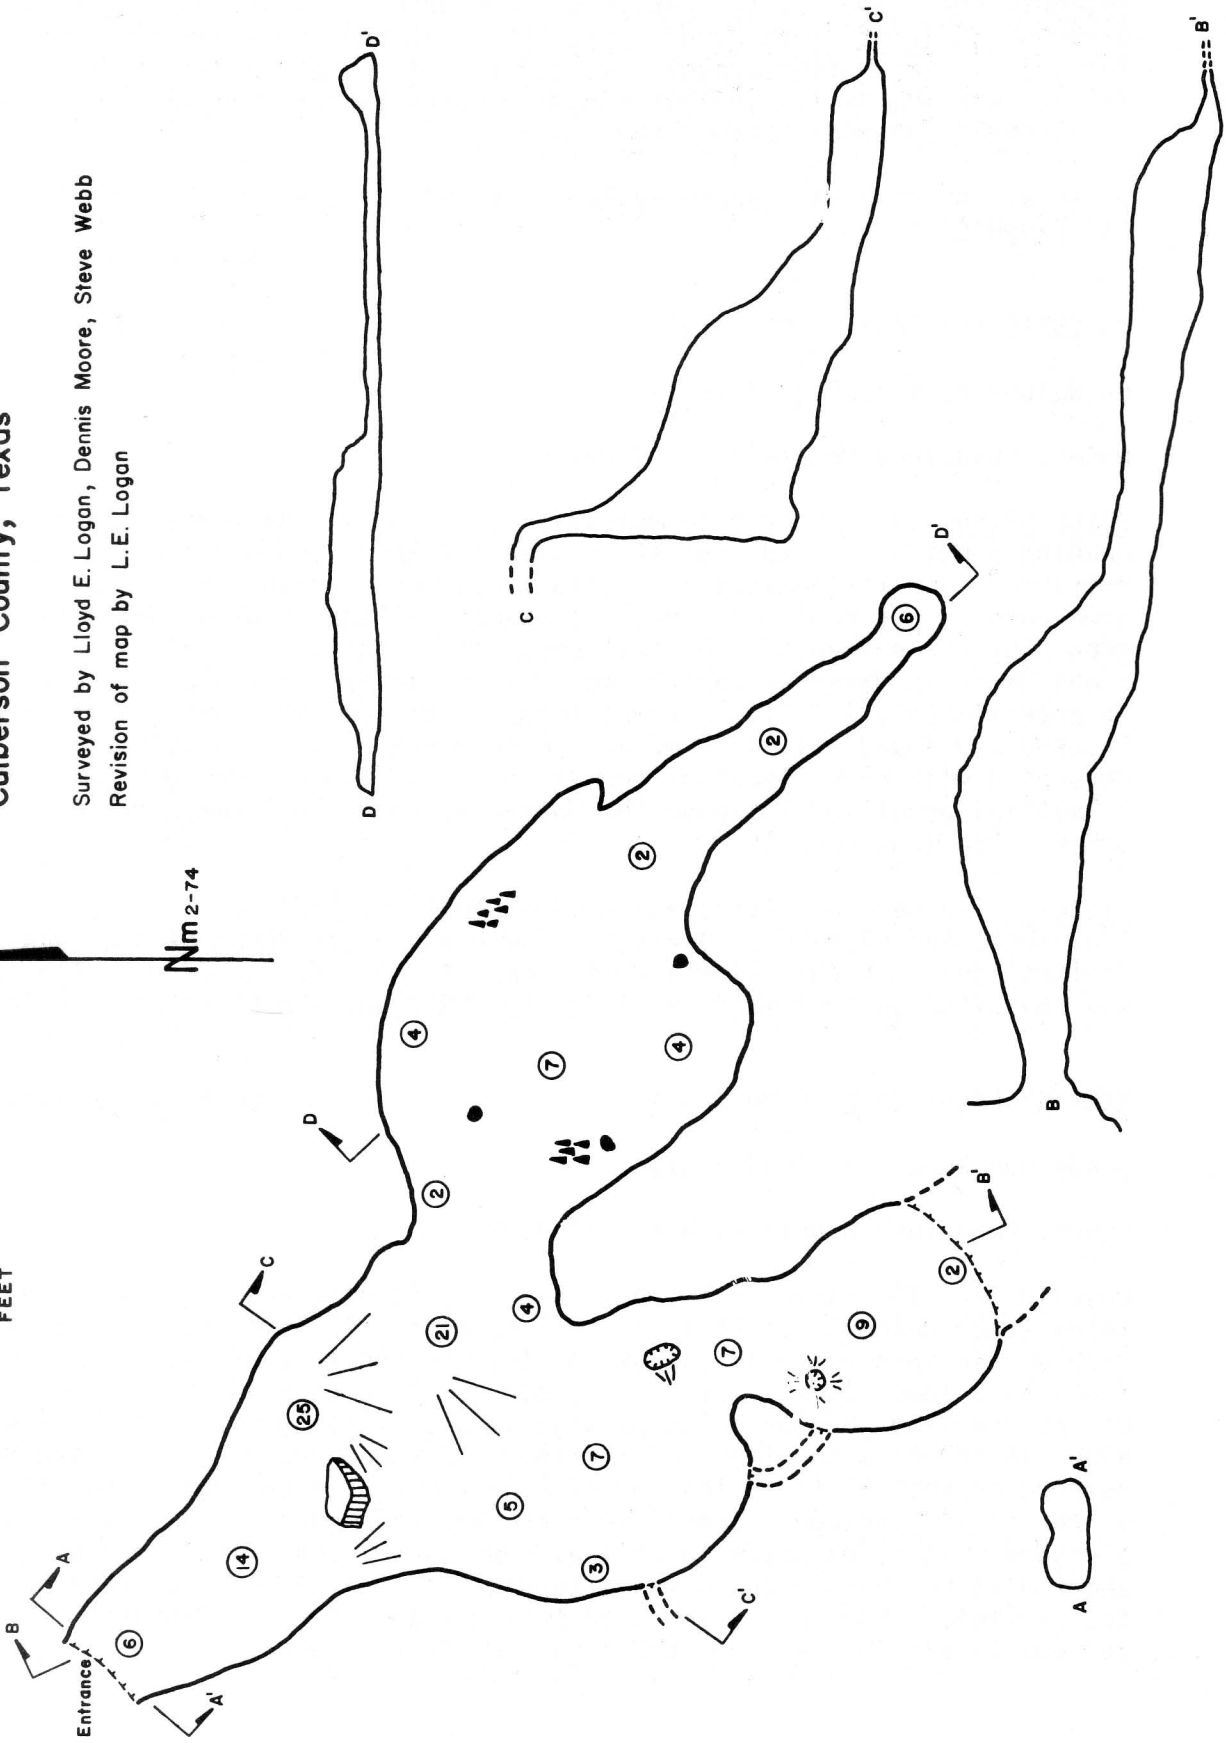 Culberson County, Texas
Surveyed by Lloyd E. Logan, Dennis Moore, Steve Webb
Revision of map by L.E. Logan
FEET
Nm 2-74
D
D'
C
C'
B
B'
A
A'
Entrance
B
A
A'
6
14
25
C
21
5
3
7
C'
4
7
9
2
B'
2
D
4
7
4
2
2
6
D'